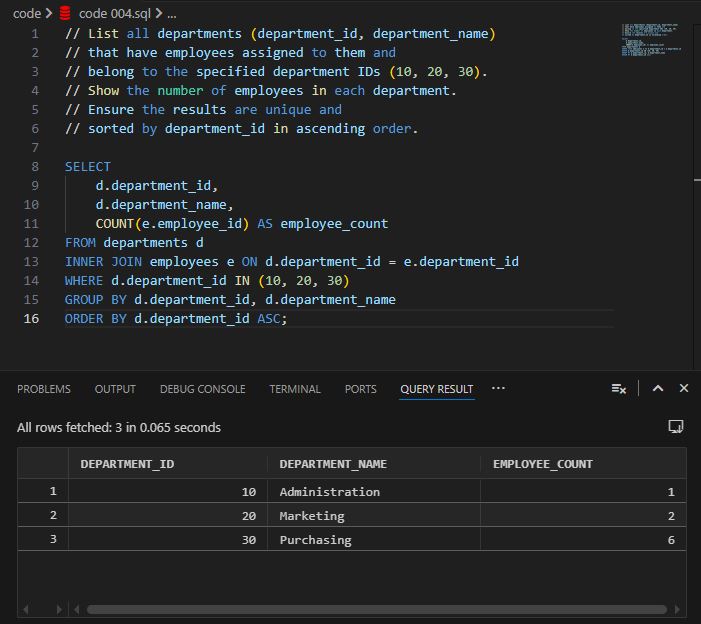 code > code 004.sql > ...
1 // List all departments (department_id, department_name)
2 // that have employees assigned to them and
3 // belong to the specified department IDs (10, 20, 30).
4 // Show the number of employees in each department.
5 // Ensure the results are unique and
6 // sorted by department_id in ascending order.
7
8 SELECT
9 d.department_id,
10 d.department_name,
11 COUNT(e.employee_id) AS employee_count
12 FROM departments d
13 INNER JOIN employees e ON d.department_id = e.department_id
14 WHERE d.department_id IN (10, 20, 30)
15 GROUP BY d.department_id, d.department_name
16 ORDER BY d.department_id ASC;
PROBLEMS OUTPUT DEBUG CONSOLE TERMINAL PORTS QUERY RESULT ...
All rows fetched: 3 in 0.065 seconds
DEPARTMENT_ID DEPARTMENT_NAME EMPLOYEE_COUNT
1 10 Administration 1
2 20 Marketing 2
3 30 Purchasing 6